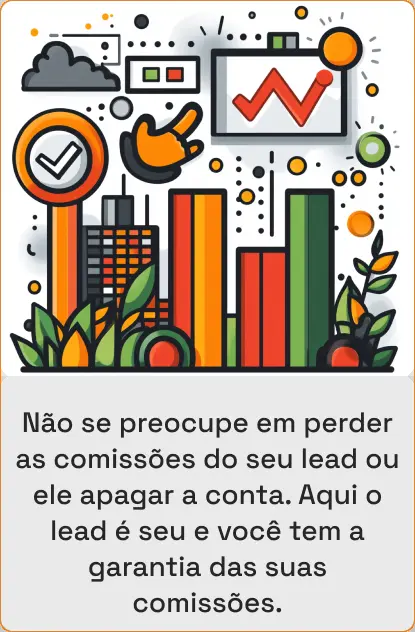 Não se preocupe em perder
as comissões do seu lead ou
ele apagar a conta. Aqui o
lead é seu e você tem a
garantia das suas
comissões.